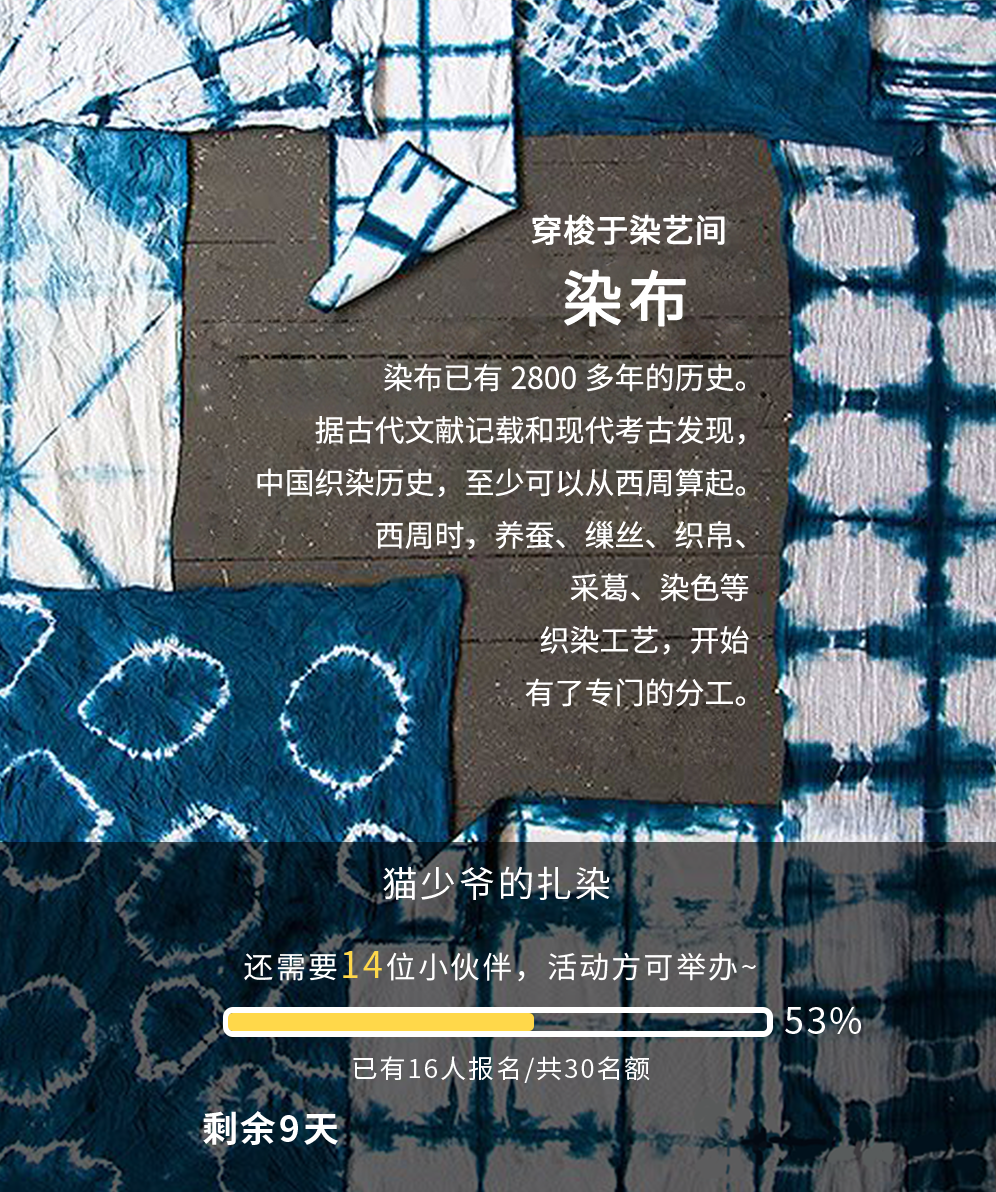 穿梭于染艺间
染布
染布已有 2800 多年的历史。
据古代文献记载和现代考古发现，
中国织染历史，至少可以从西周算起。
西周时，养蚕、缫丝、织帛、
采葛、染色等
织染工艺，开始
有了专门的分工。
猫少爷的扎染
还需要14位小伙伴，活动方可举办~
53%
已有16人报名/共30名额
剩余9天